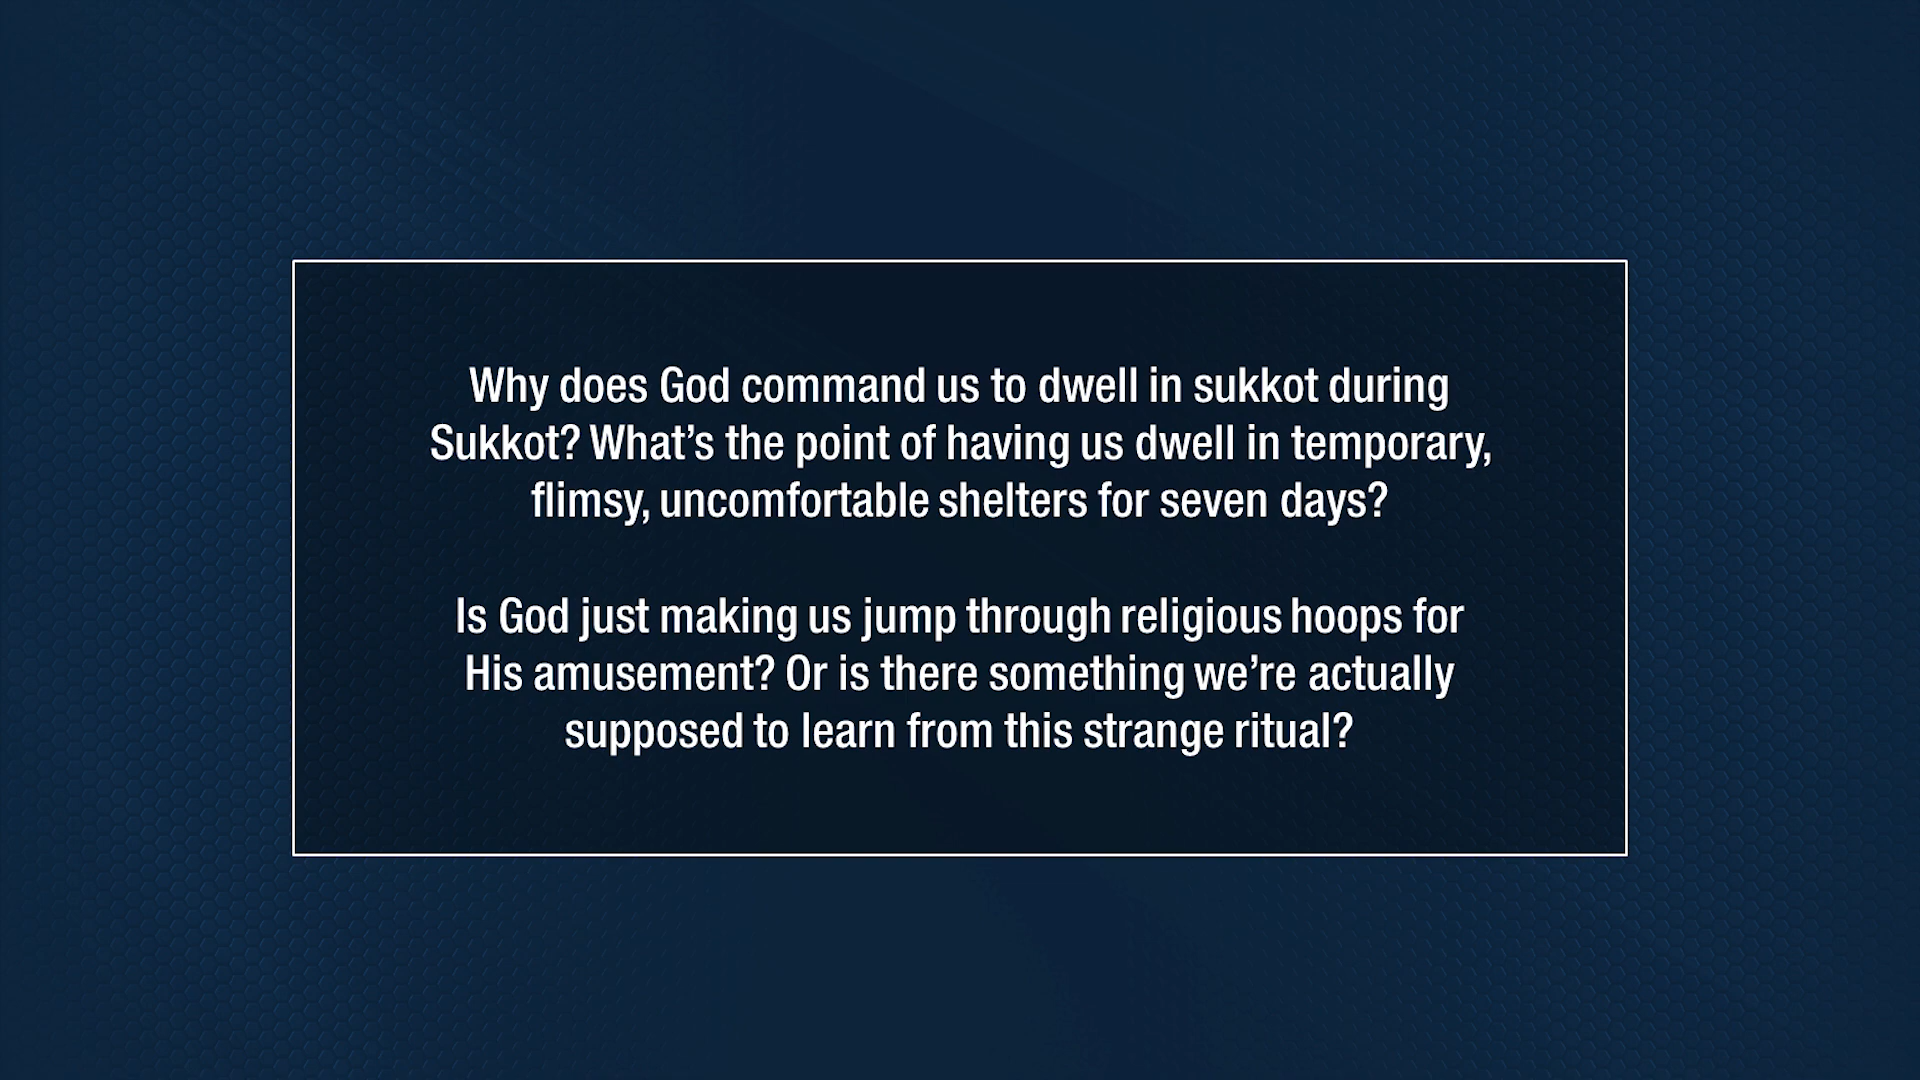 Why does God command us to dwell in sukkot during
Sukkot? What’s the point of having us dwell in temporary,
flimsy, uncomfortable shelters for seven days?
Is God just making us jump through religious hoops for
His amusement? Or is there something we’re actually
supposed to learn from this strange ritual?